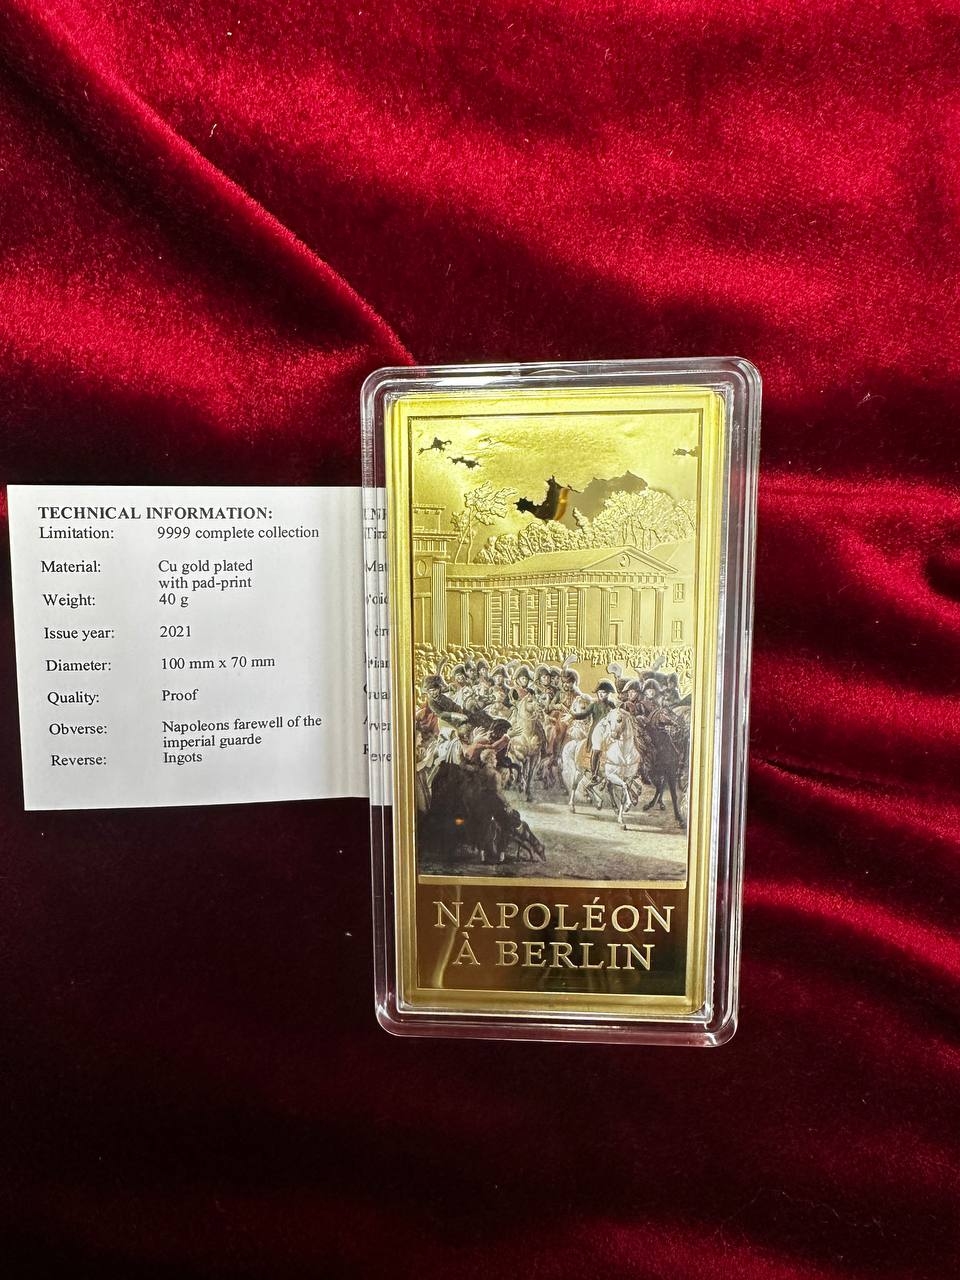 TECHNICAL INFORMATION:
Limitation: 9999 complete collection
Material: Cu gold plated
with pad-print
Weight: 40 g
Issue year: 2021
Diameter: 100 mm x 70 mm
Quality: Proof
Obverse: Napoleons farewell of the
imperial guarde
Reverse: Ingots
NAPOLÉON
À BERLIN